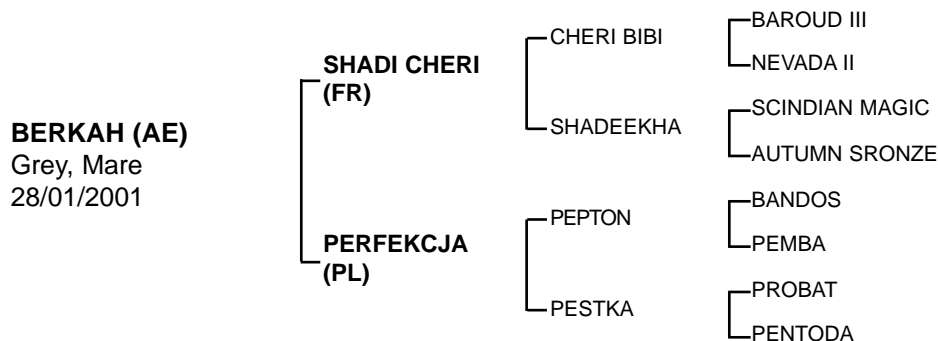 BERKAH (AE)
Grey, Mare
28/01/2001
SHADI CHERI
(FR)
PERFEKCJA
(PL)
CHERI BIBI
SHADEEKHA
PEPTON
PESTKA
BAROUD III
NEVADA II
SCINDIAN MAGIC
AUTUMN SRONZE
BANDOS
PEMBA
PROBAT
PENTODA